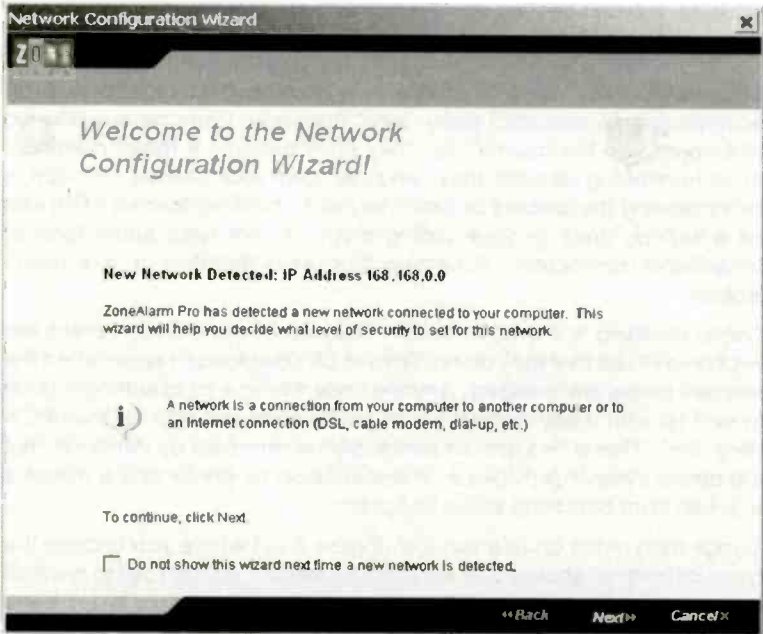 Network Configuration Wizard
Welcome to the Network
Configuration Wizard!
New Network Detected: IP Address 168.168.0.0
ZoneAlarm Pro has detected a new network connected to your computer. This
wizard will help you decide what level of security to set for this network.
A network is a connection from your computer to another computer or to
an Internet connection (DSL, cable modem, dial-up, etc.)
To continue, click Next.
Do not show this wizard next time a new network is detected.
<<Back Next>> Cancel×